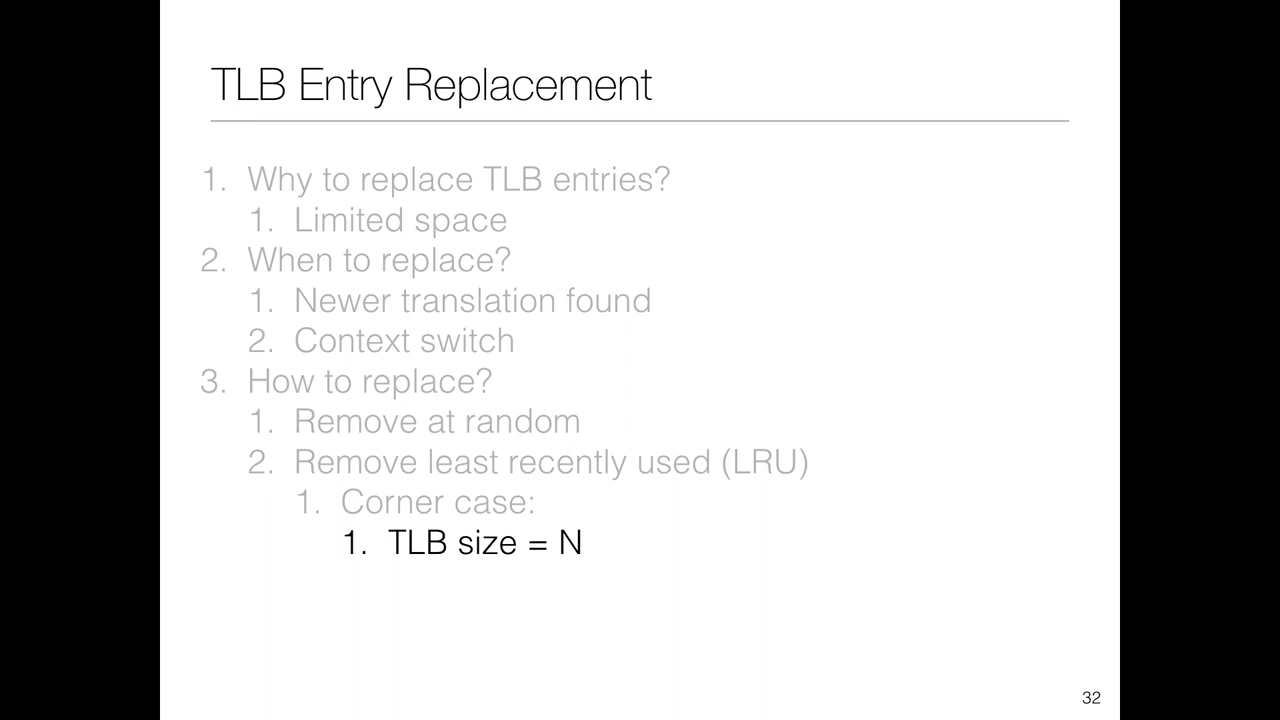 TLB Entry Replacement
1. Why to replace TLB entries?
1. Limited space
2. When to replace?
1. Newer translation found
2. Context switch
3. How to replace?
1. Remove at random
2. Remove least recently used (LRU)
1. Corner case:
1. TLB size = N
32